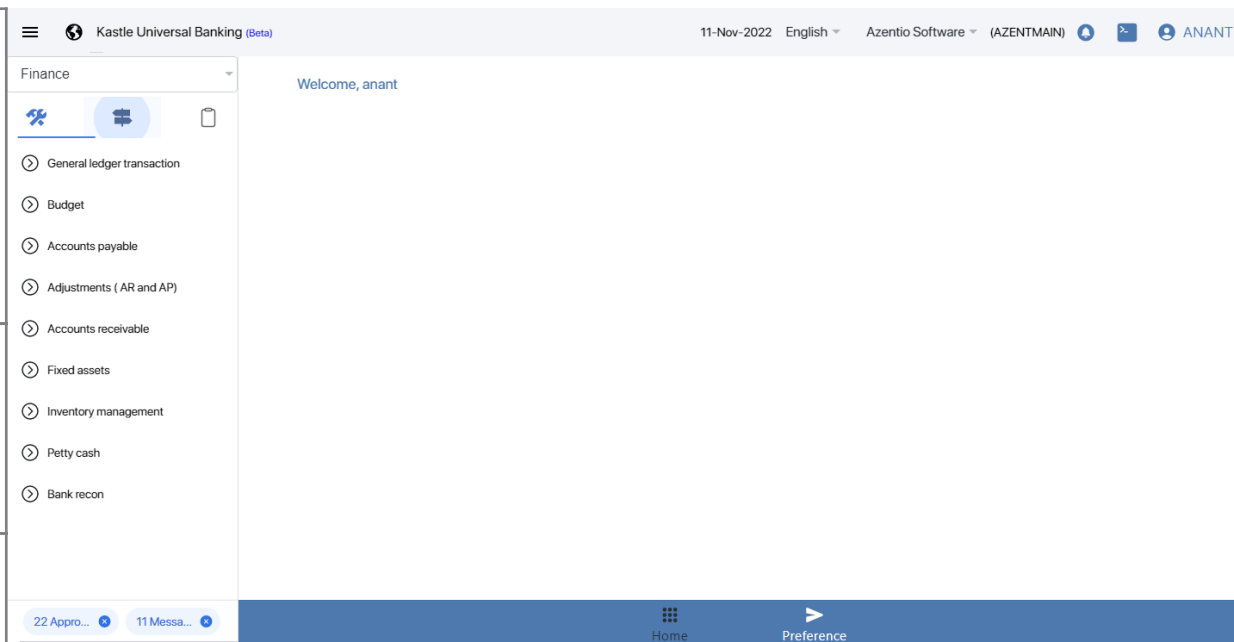 Kastle Universal Banking (Beta)
11-Nov-2022 English Azentio Software (AZENTMAIN) ANANT
Finance
Welcome, anant
General ledger transaction
Budget
Accounts payable
Adjustments ( AR and AP)
Accounts receivable
Fixed assets
Inventory management
Petty cash
Bank recon
22 Appro... 11 Messa...
Home Preference